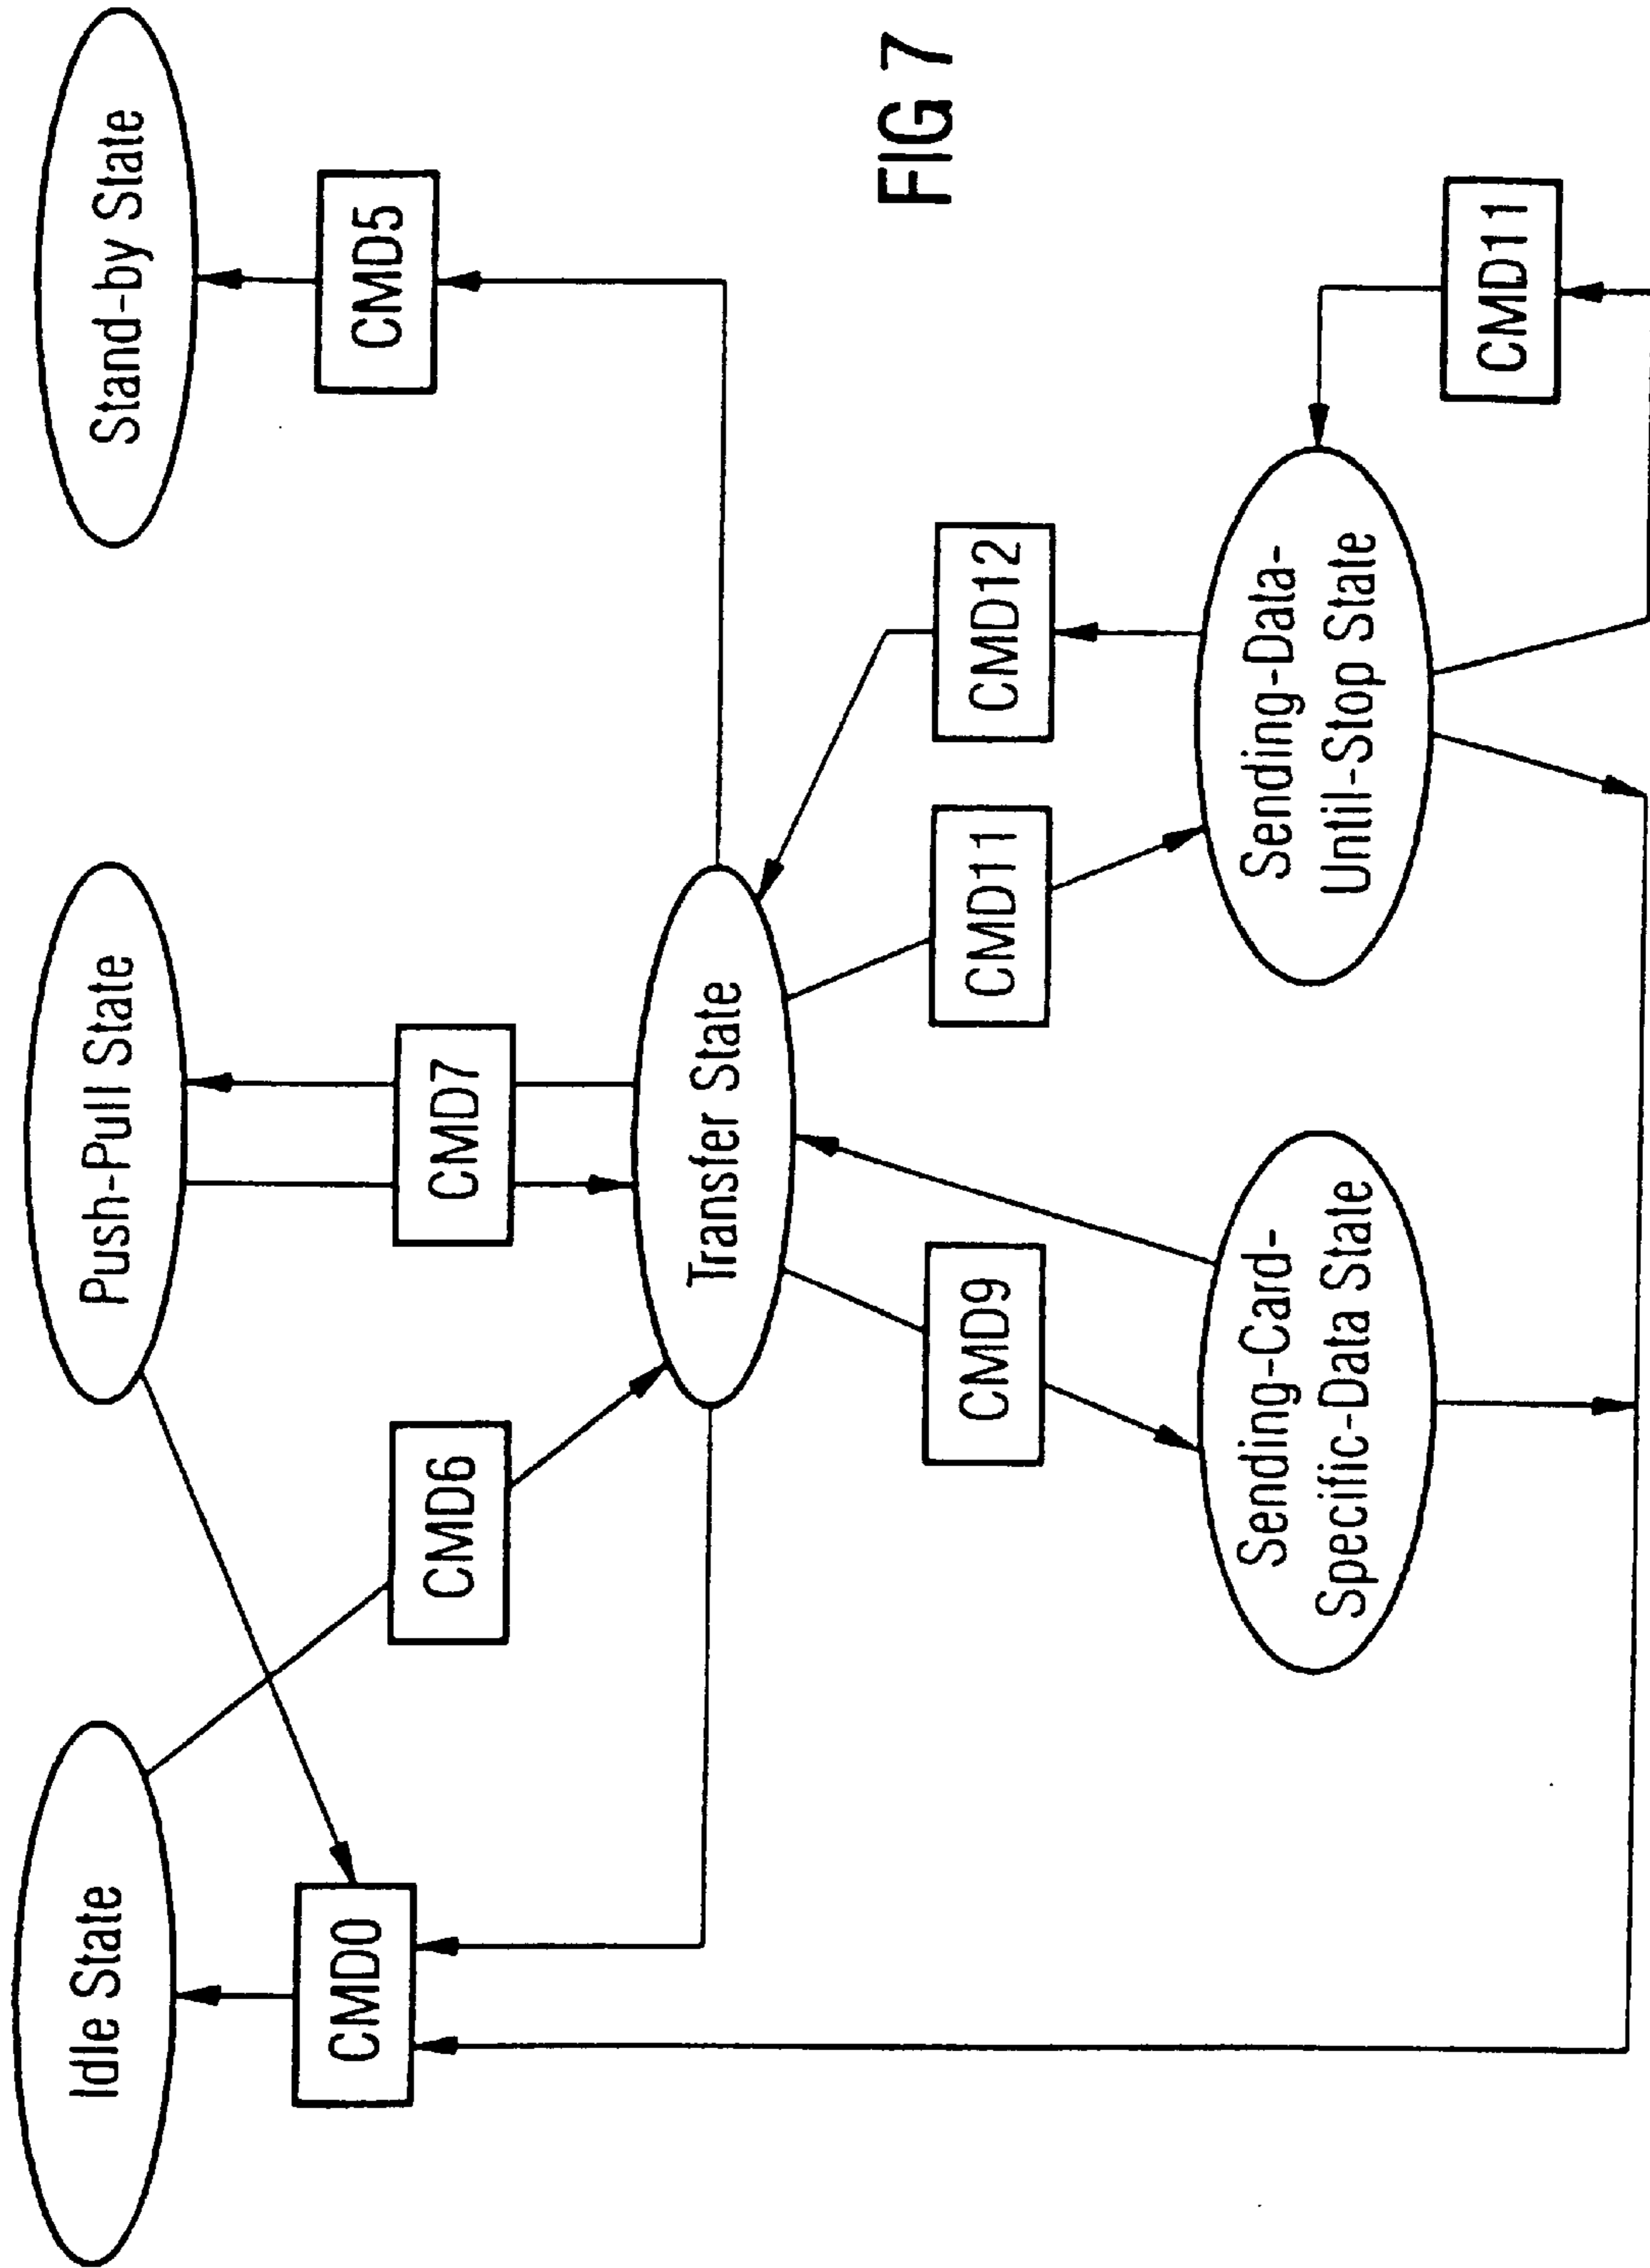 Idle State
Push-Pull State
Stand-by State
CMD0
CMD6
CMD7
CMD5
Transfer State
CMD9
CMD11
CMD12
FIG 7
Sending-Card-
Specific-Data State
Sending-Data-
Until-Stop State
CMD11